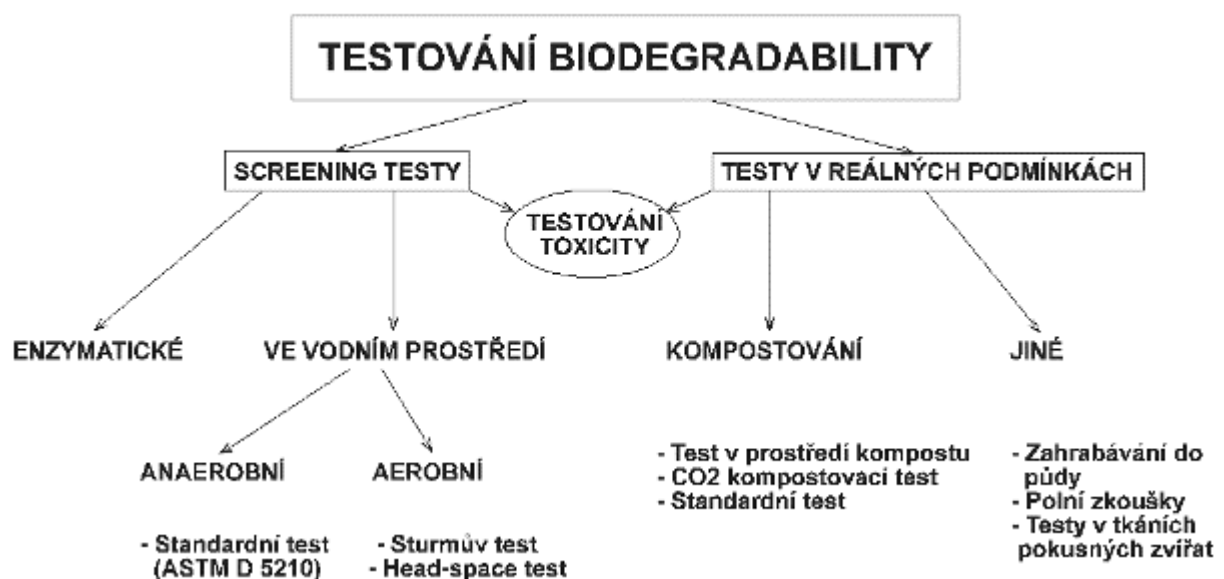 TESTOVÁNÍ BIODEGRADABILITY
SCREENING TESTY
TESTY V REÁLNÝCH PODMÍNKÁCH
TESTOVÁNÍ
TOXICITY
ENZYMATICKÉ
VE VODNÍM PROSTŘEDÍ
KOMPOSTOVÁNÍ
JINÉ
ANAEROBNÍ
AEROBNÍ
- Standardní test
(ASTM D 5210)
- Sturmův test
- Head-space test
- Test v prostředí kompostu
- CO2 kompostovací test
- Standardní test
- Zahrabávání do
půdy
- Polní zkoušky
- Testy v tkáních
pokusných zvířat